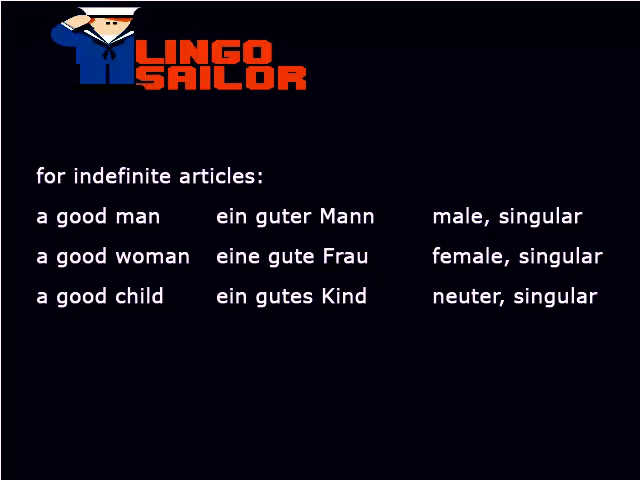 LINGO
SAILOR
for indefinite articles:
a good man ein guter Mann male, singular
a good woman eine gute Frau female, singular
a good child ein gutes Kind neuter, singular